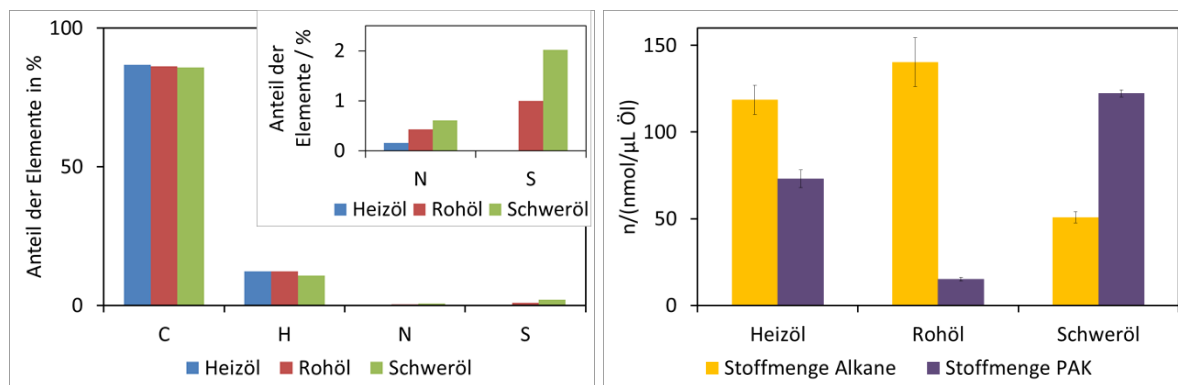 Anteil der Elemente in %
100
50
0
C H N S
Heizöl Rohöl Schweröl
Anteil der
Elemente / %
2
1
0
N S
Heizöl Rohöl Schweröl
n/(nmol/µL Öl)
150
100
50
0
Heizöl Rohöl Schweröl
Stoffmenge Alkane Stoffmenge PAK